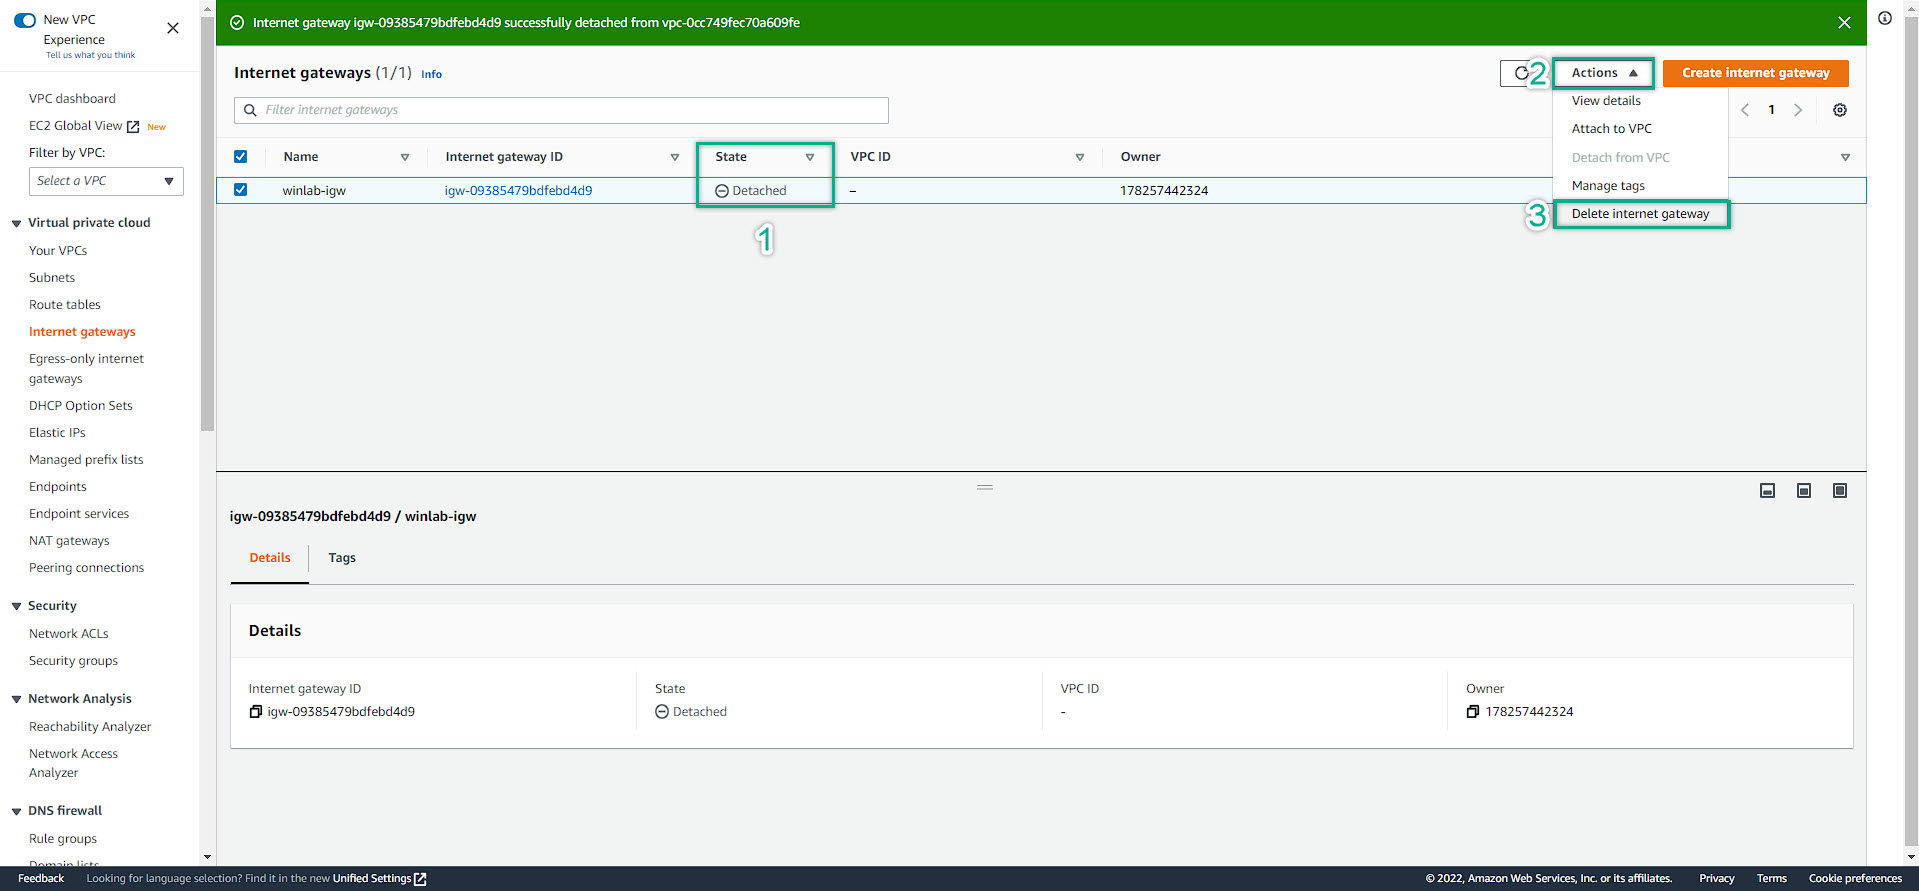 New VPC
Experience
Tell us what you think
VPC dashboard
EC2 Global View New
Filter by VPC:
Select a VPC
Virtual private cloud
Your VPCs
Subnets
Route tables
Internet gateways
Egress-only internet
gateways
DHCP Option Sets
Elastic IPs
Managed prefix lists
Endpoints
Endpoint services
NAT gateways
Peering connections
Security
Network ACLs
Security groups
Network Analysis
Reachability Analyzer
Network Access
Analyzer
DNS firewall
Rule groups
Domain lists
Internet gateway igw-09385479bdfebd4d9 successfully detached from vpc-0cc749fec70a609fe
Internet gateways (1/1) Info
2 Actions Create internet gateway
Filter internet gateways
1
View details
Attach to VPC
Detach from VPC
Manage tags
3 Delete internet gateway
Name Internet gateway ID State VPC ID Owner
winlab-igw igw-09385479bdfebd4d9 Detached – 178257442324
1
igw-09385479bdfebd4d9 / winlab-igw
Details Tags
Details
Internet gateway ID State VPC ID Owner
igw-09385479bdfebd4d9 Detached - 178257442324
Feedback Looking for language selection? Find it in the new Unified Settings © 2022, Amazon Web Services, Inc. or its affiliates. Privacy Terms Cookie preferences